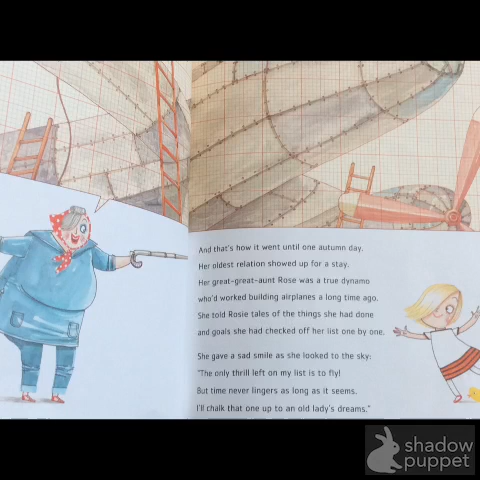 And that's how it went until one autumn day.
Her oldest relation showed up for a stay.
Her great-great-aunt Rose was a true dynamo
who'd worked building airplanes a long time ago.
She told Rosie tales of the things she had done
and goals she had checked off her list one by one.
She gave a sad smile as she looked to the sky:
"The only thrill left on my list is to fly!
But time never lingers as long as it seems.
I'll chalk that one up to an old lady's dreams."
shadow
puppet